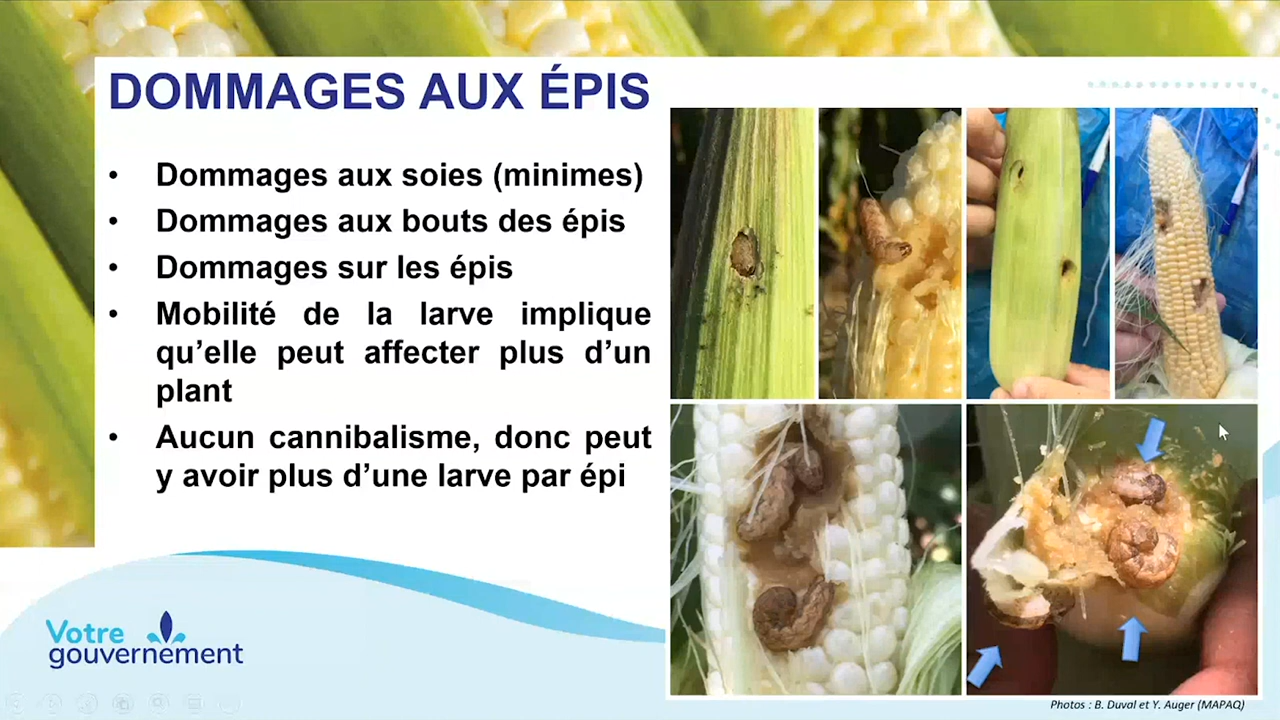 DOMMAGES AUX ÉPIS
• Dommages aux soies (minimes)
• Dommages aux bouts des épis
• Dommages sur les épis
• Mobilité de la larve implique
qu’elle peut affecter plus d’un
plant
• Aucun cannibalisme, donc peut
y avoir plus d’une larve par épi
Votre
gouvernement
Photos : B. Duval et Y. Auger (MAPAQ)